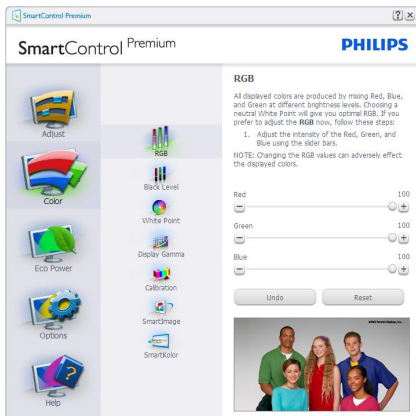 SmartControl Premium
SmartControl Premium
PHILIPS
Adjust
Color
Eco Power
Options
Help
RGB
Black Level
White Point
Display Gamma
Calibration
SmartImage
SmartKolor
RGB
All displayed colors are produced by mixing Red, Blue,
and Green at different brightness levels. Choosing a
neutral White Point will give you optimal RGB. If you
prefer to adjust the RGB now, follow these steps:
1. Adjust the intensity of the Red, Green, and
Blue using the slider bars.
NOTE: Changing the RGB values can adversely effect
the displayed colors.
Red 100
Green 100
Blue 100
Undo Reset